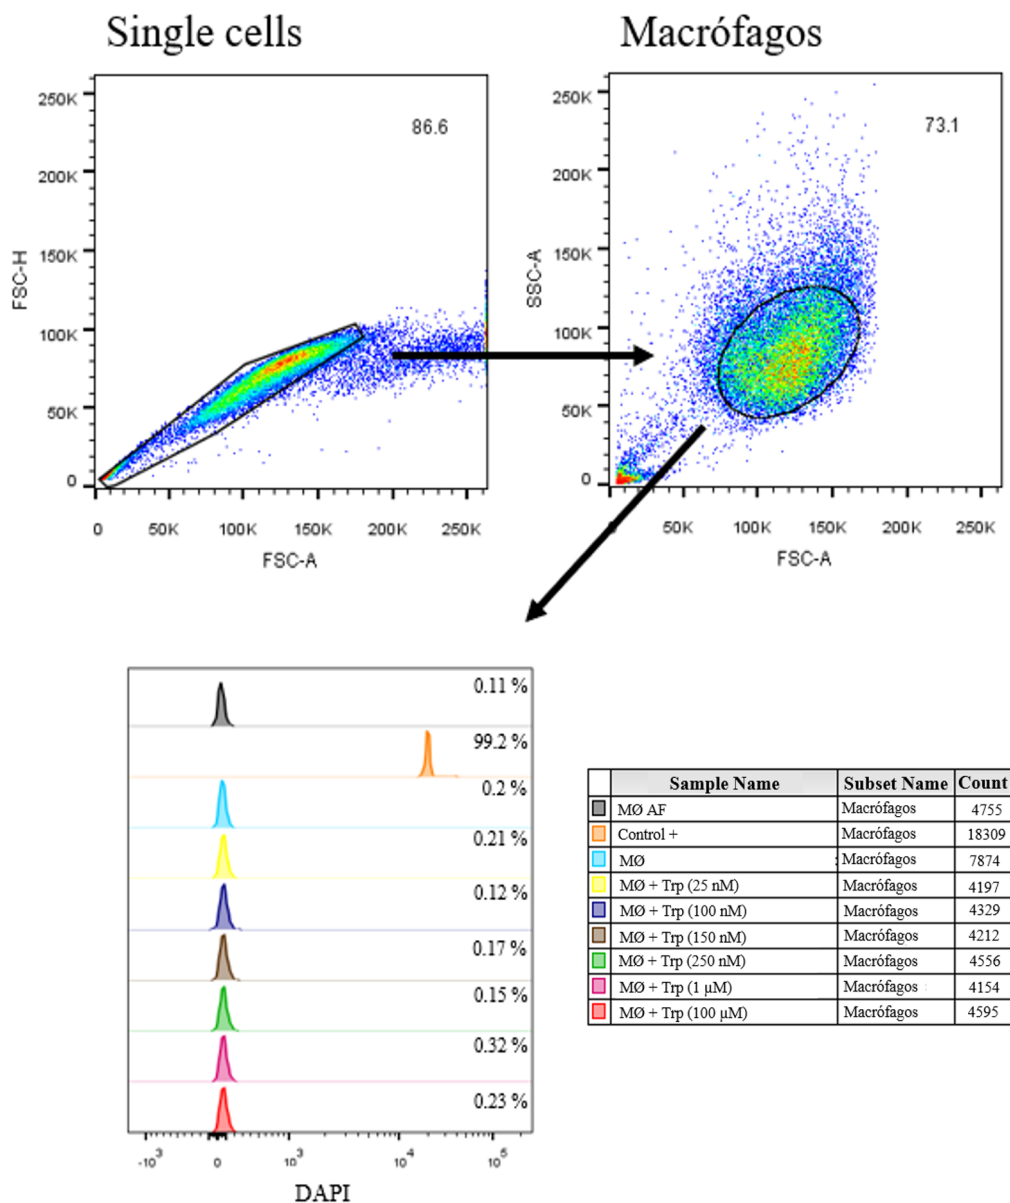 Single cells
Macrófagos
86.6
250K
200K
150K
100K
50K
0
FSC-H
0 50K 100K 150K 200K 250K
FSC-A
73.1
250K
200K
150K
100K
50K
0
SSC-A
50K 100K 150K 200K 250K
FSC-A
0.11 %
99.2 %
0.2 %
0.21 %
0.12 %
0.17 %
0.15 %
0.32 %
0.23 %
-10³ 0 10³ 10⁴ 10⁵
DAPI
Sample Name Subset Name Count
MØ AF Macrófagos 4755
Control + Macrófagos 18309
MØ Macrófagos 7874
MØ + Trp (25 nM) Macrófagos 4197
MØ + Trp (100 nM) Macrófagos 4329
MØ + Trp (150 nM) Macrófagos 4212
MØ + Trp (250 nM) Macrófagos 4556
MØ + Trp (1 µM) Macrófagos 4154
MØ + Trp (100 µM) Macrófagos 4595